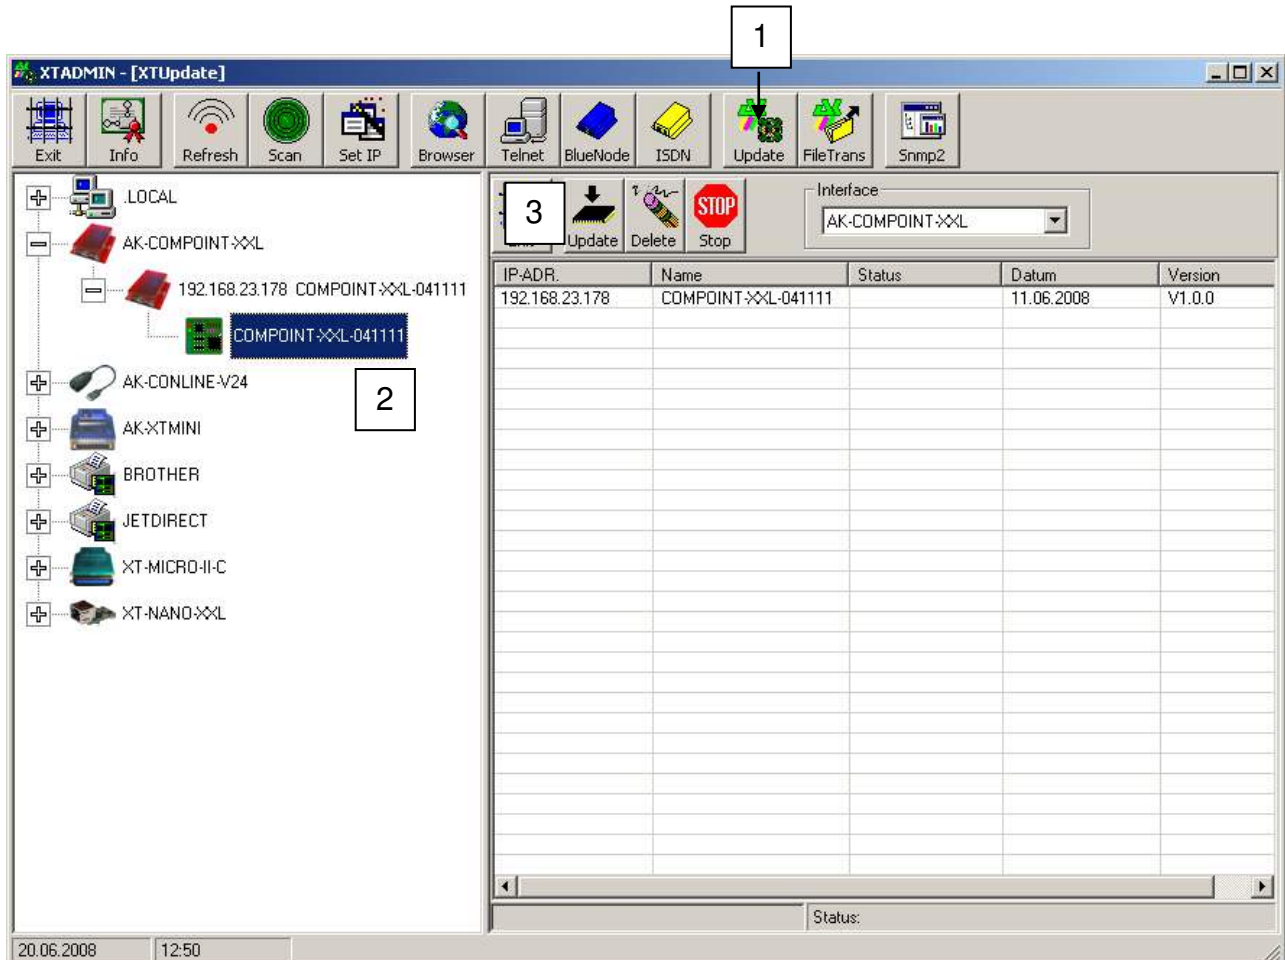 1
XTADMIN - [XTUpdate]
Exit Info Refresh Scan Set IP Browser Telnet BlueNode ISDN Update FileTrans Snmp2
.LOCAL
AK-COMPOINT-XXL
192.168.23.178 COMPOINT-XXL-041111
COMPOINT-XXL-041111
AK-CONLINE-V24
2
AK-XTMINI
BROTHER
JETDIRECT
XT-MICRO-II-C
XT-NANO-XXL
3
STOP
Update Delete Stop
Interface
AK-COMPOINT-XXL
IP-ADR. Name Status Datum Version
192.168.23.178 COMPOINT-XXL-041111 11.06.2008 V1.0.0
Status:
20.06.2008 12:50